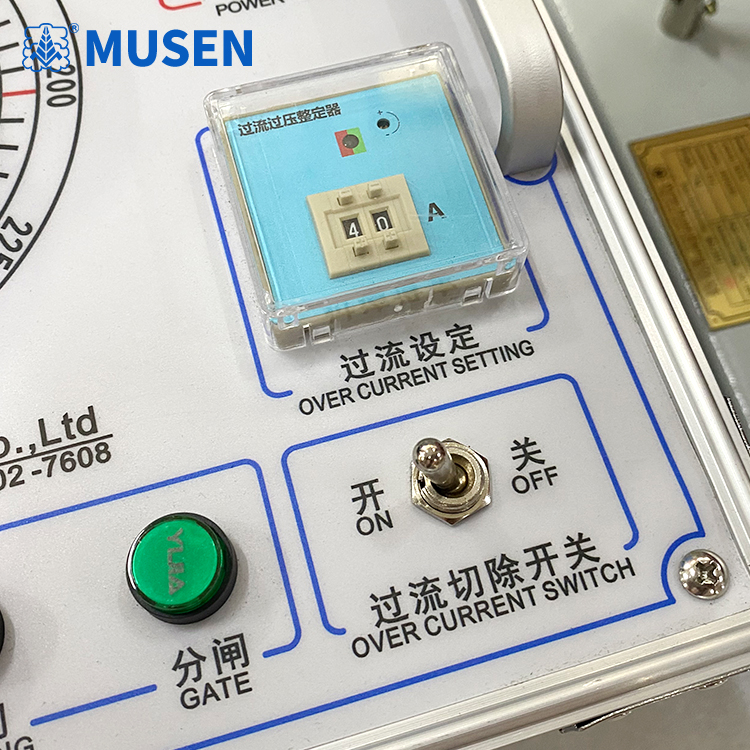 POWER
® MUSEN
200
225
过流过压整定器
+
4 0 A
过流设定
OVER CURRENT SETTING
o.,Ltd
02-7608
开
ON
关
OFF
过流切除开关
OVER CURRENT SWITCH
YLBA
分闸
GATE